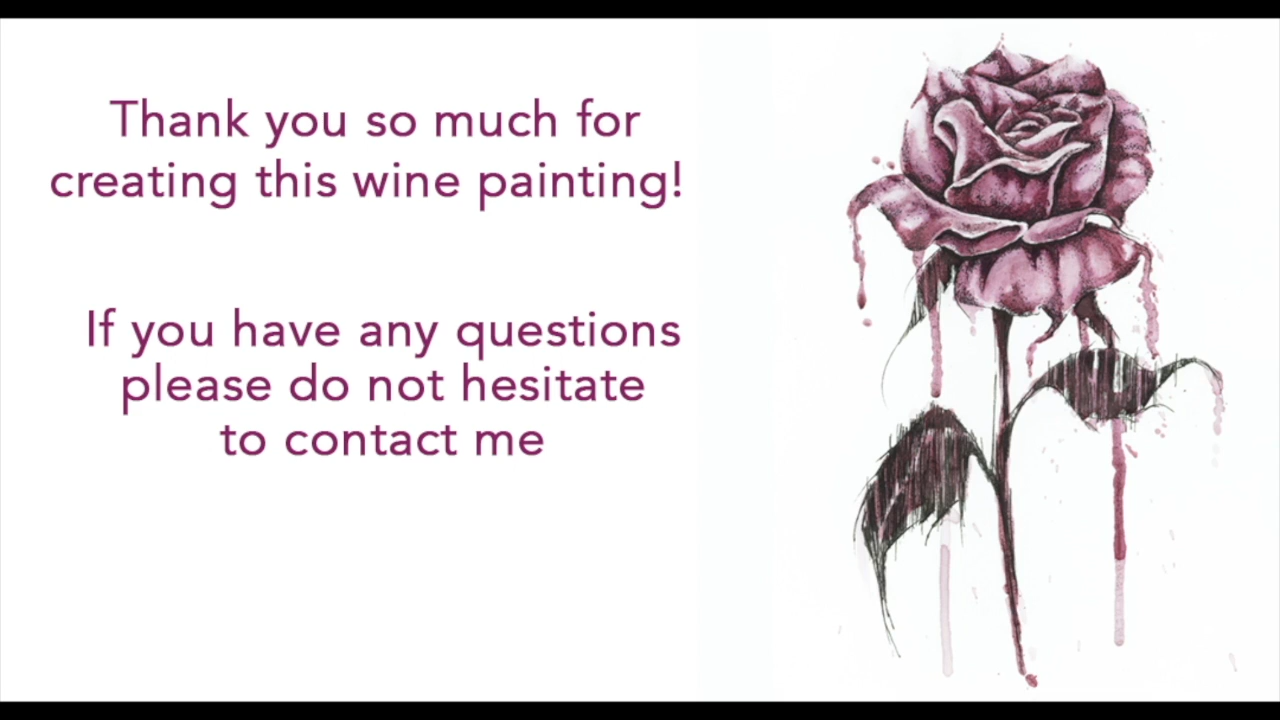 Thank you so much for
creating this wine painting!
If you have any questions
please do not hesitate
to contact me